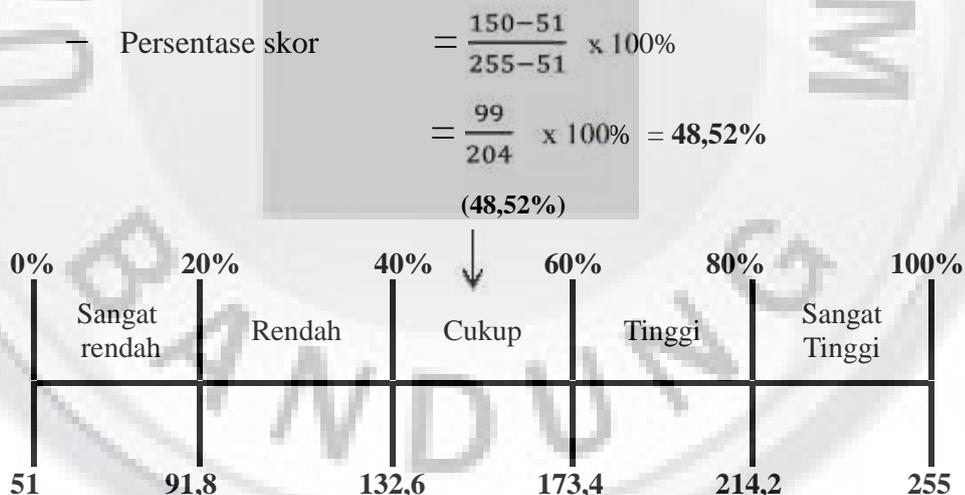 – Persentase skor = 150−51 / 255−51 x 100%
= 99 / 204 x 100% = 48,52%
(48,52%)
0% 20% 40% 60% 80% 100%
Sangat rendah Rendah Cukup Tinggi Sangat Tinggi
51 91,8 132,6 173,4 214,2 255
BANDUNG